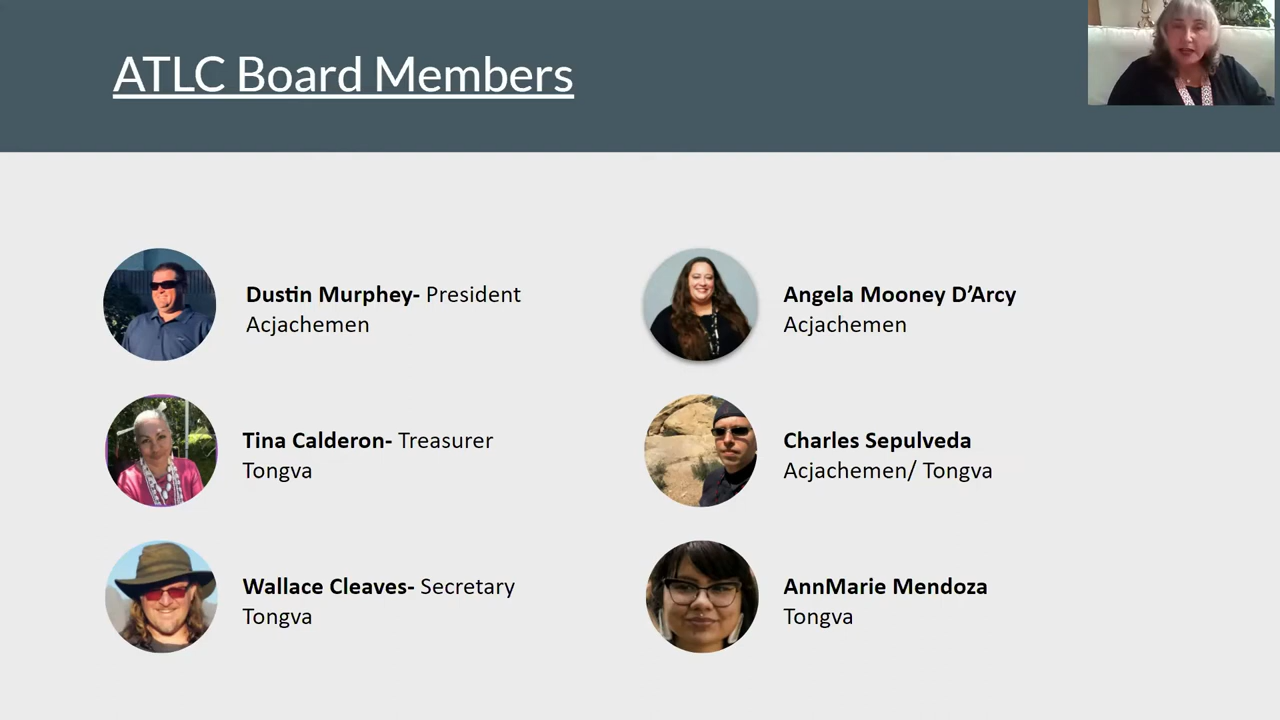 ATLC Board Members
Dustin Murphey- President
Acjachemen
Angela Mooney D’Arcy
Acjachemen
Tina Calderon- Treasurer
Tongva
Charles Sepulveda
Acjachemen/ Tongva
Wallace Cleaves- Secretary
Tongva
AnnMarie Mendoza
Tongva